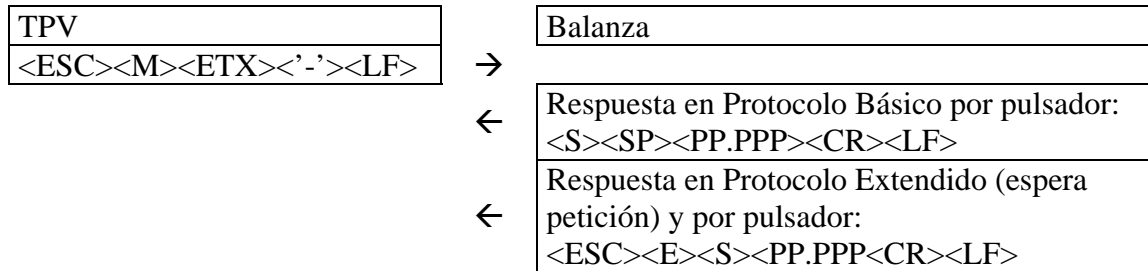 TPV
Balanza
<ESC><M><ETX><’-’><LF> →
← Respuesta en Protocolo Básico por pulsador:
<S><SP><PP.PPP><CR><LF>
Respuesta en Protocolo Extendido (espera
← petición) y por pulsador:
<ESC><E><S><PP.PPP<CR><LF>